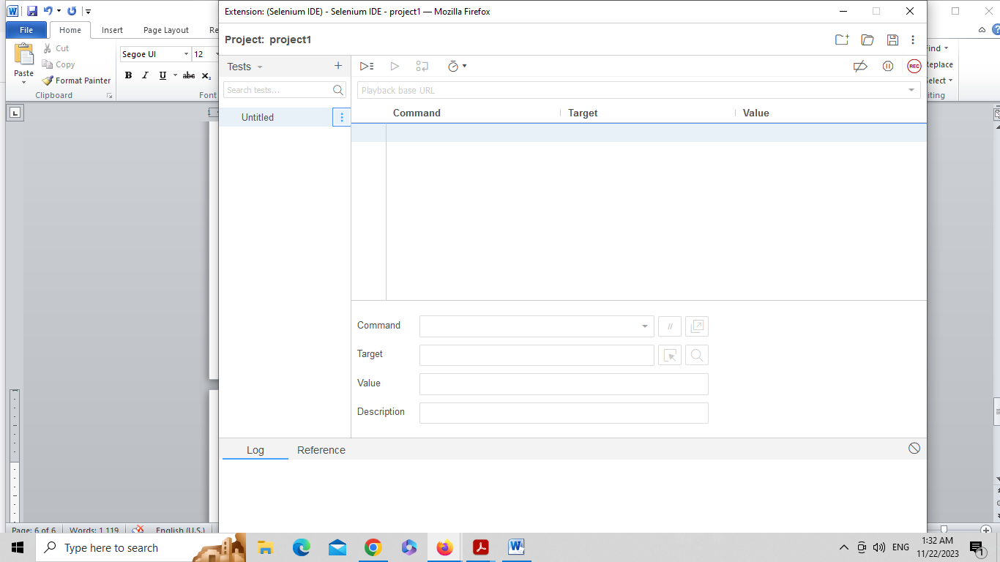 Extension: (Selenium IDE) - Selenium IDE - project1 — Mozilla Firefox
File Home Insert Page Layout Re
Project: project1
Cut
Copy
Format Painter
Paste
Clipboard
Segoe UI 12
B I U abc x₂
Font
Find
Replace
Select
iting
Tests
REC
Search tests...
Playback base URL
Untitled
Command Target Value
Command
//
Target
Value
Description
Log Reference
Page: 6 of 6 Words: 1,119 English (U.S.)
Type here to search
ENG
1:32 AM
11/22/2023
1